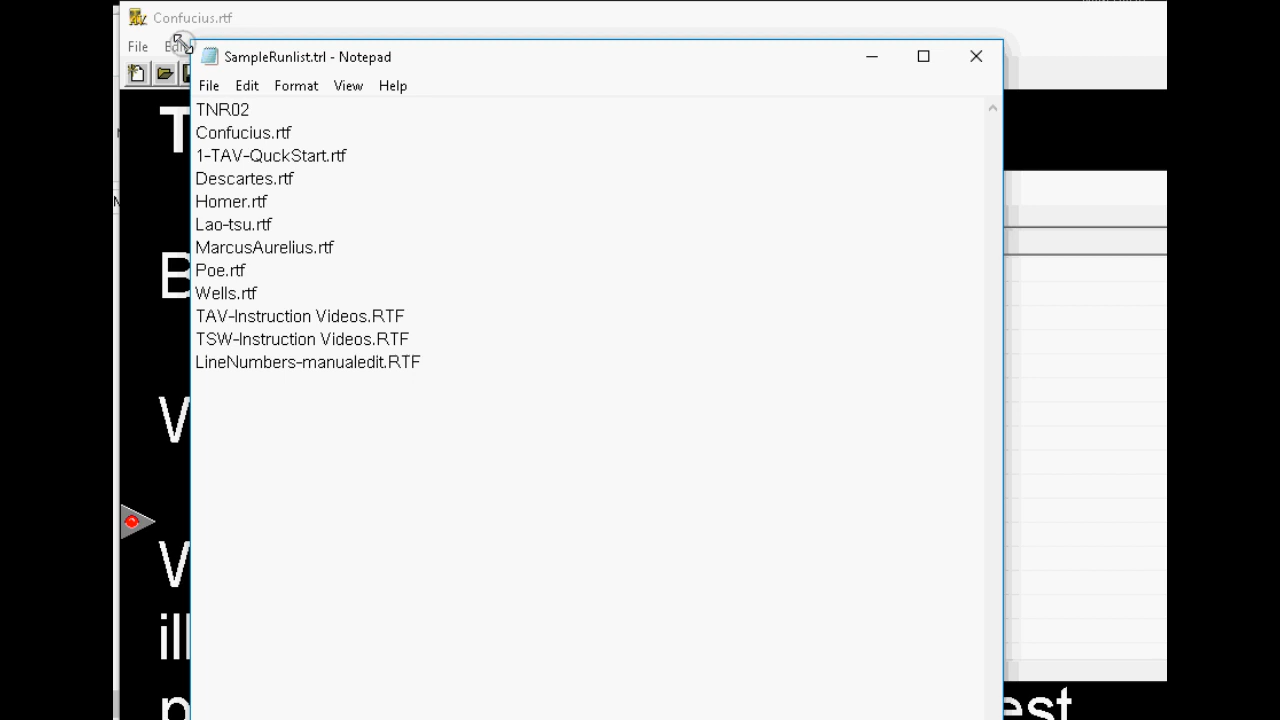 Confucius.rtf
File Edit
SampleRunlist.trl - Notepad
File Edit Format View Help
TNR02
Confucius.rtf
1-TAV-QuckStart.rtf
Descartes.rtf
Homer.rtf
Lao-tsu.rtf
MarcusAurelius.rtf
Poe.rtf
Wells.rtf
TAV-Instruction Videos.RTF
TSW-Instruction Videos.RTF
LineNumbers-manualedit.RTF